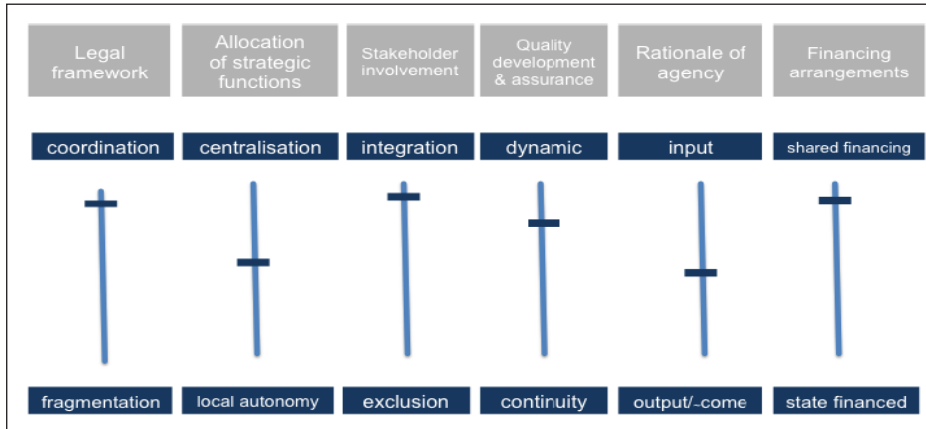 Legal
framework
Allocation
of strategic
functions
Stakeholder
involvement
Quality
development
& assurance
Rationale of
agency
Financing
arrangements
coordination
centralisation
integration
dynamic
input
shared financing
fragmentation
local autonomy
exclusion
continuity
output/-come
state financed